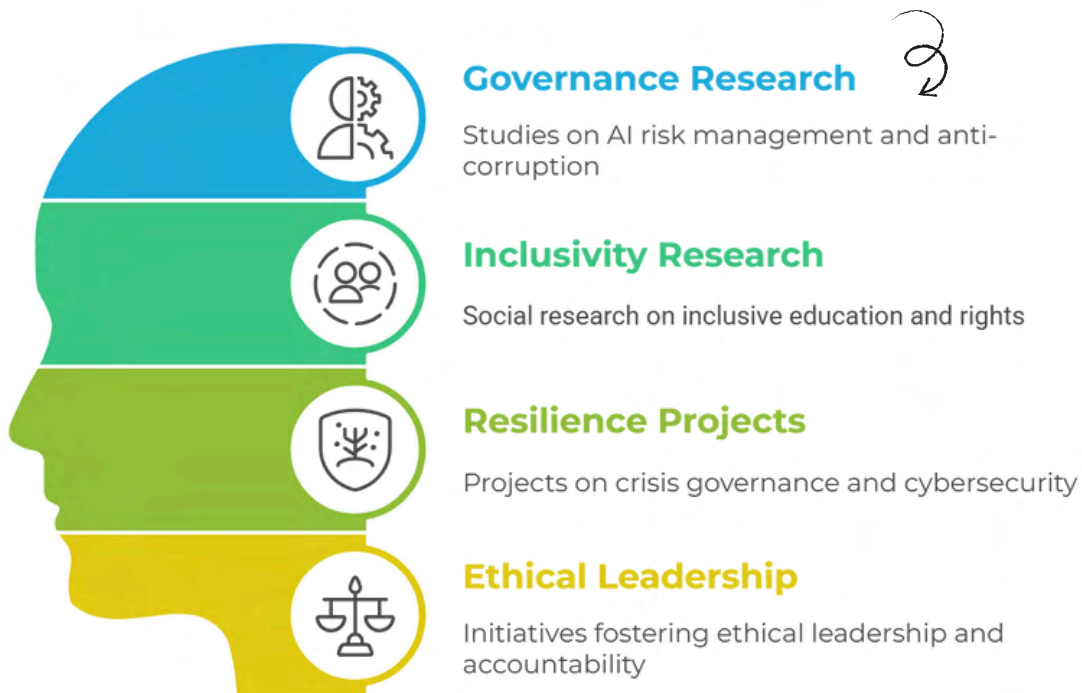 Governance Research
Studies on AI risk management and anti-
corruption
Inclusivity Research
Social research on inclusive education and rights
Resilience Projects
Projects on crisis governance and cybersecurity
Ethical Leadership
Initiatives fostering ethical leadership and
accountability